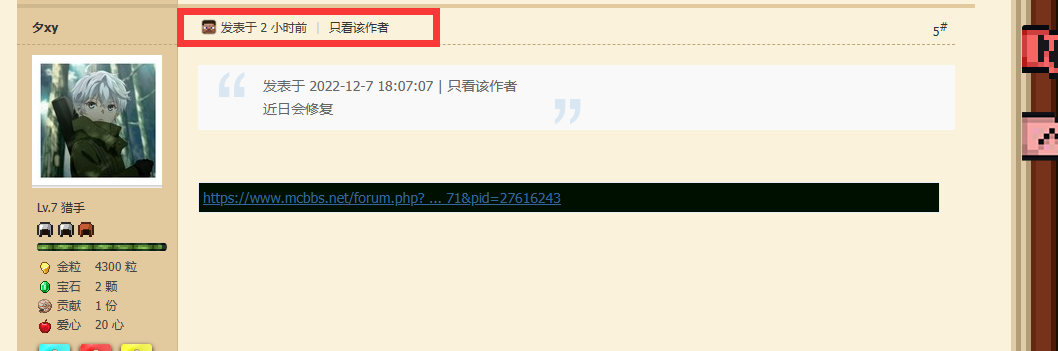 夕xy
发表于 2 小时前 | 只看该作者
5#
发表于 2022-12-7 18:07:07 | 只看该作者
近日会修复
https://www.mcbbs.net/forum.php? ... 71&pid=27616243
Lv.7 猎手
金粒 4300 粒
宝石 2 颗
贡献 1 份
爱心 20 心